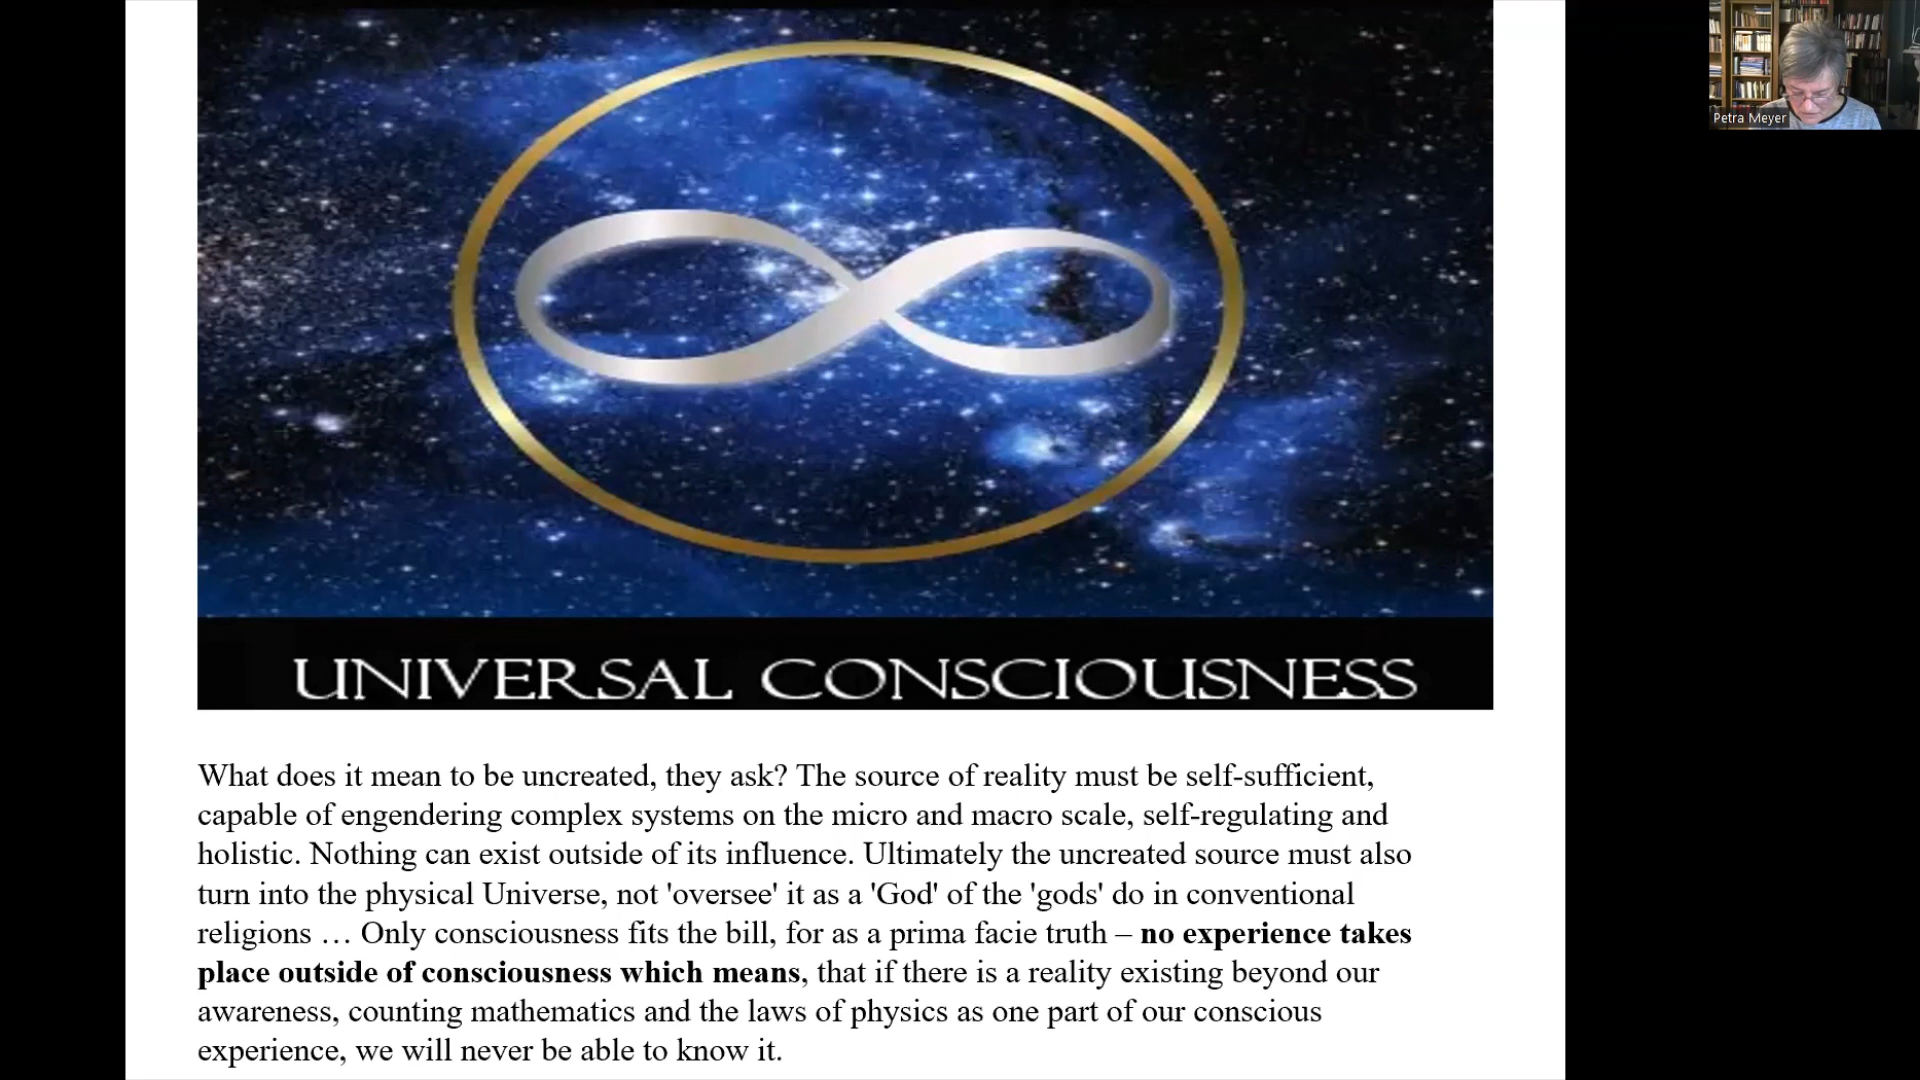 Petra Meyer
UNIVERSAL CONSCIOUSNESS
What does it mean to be uncreated, they ask? The source of reality must be self-sufficient,
capable of engendering complex systems on the micro and macro scale, self-regulating and
holistic. Nothing can exist outside of its influence. Ultimately the uncreated source must also
turn into the physical Universe, not 'oversee' it as a 'God' of the 'gods' do in conventional
religions … Only consciousness fits the bill, for as a prima facie truth – no experience takes
place outside of consciousness which means, that if there is a reality existing beyond our
awareness, counting mathematics and the laws of physics as one part of our conscious
experience, we will never be able to know it.